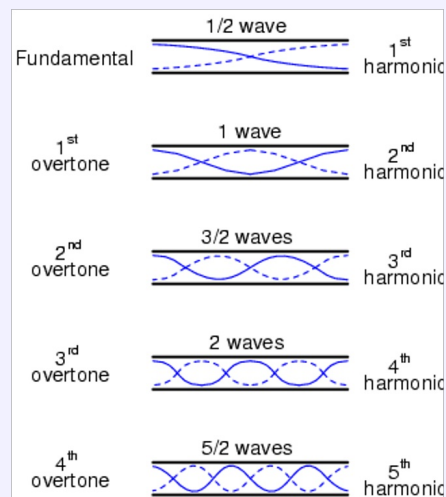 1/2 wave
Fundamental
1st
harmonic
1 wave
1st
overtone
2nd
harmonic
3/2 waves
2nd
overtone
3rd
harmonic
2 waves
3rd
overtone
4th
harmonic
5/2 waves
4th
overtone
5th
harmonic